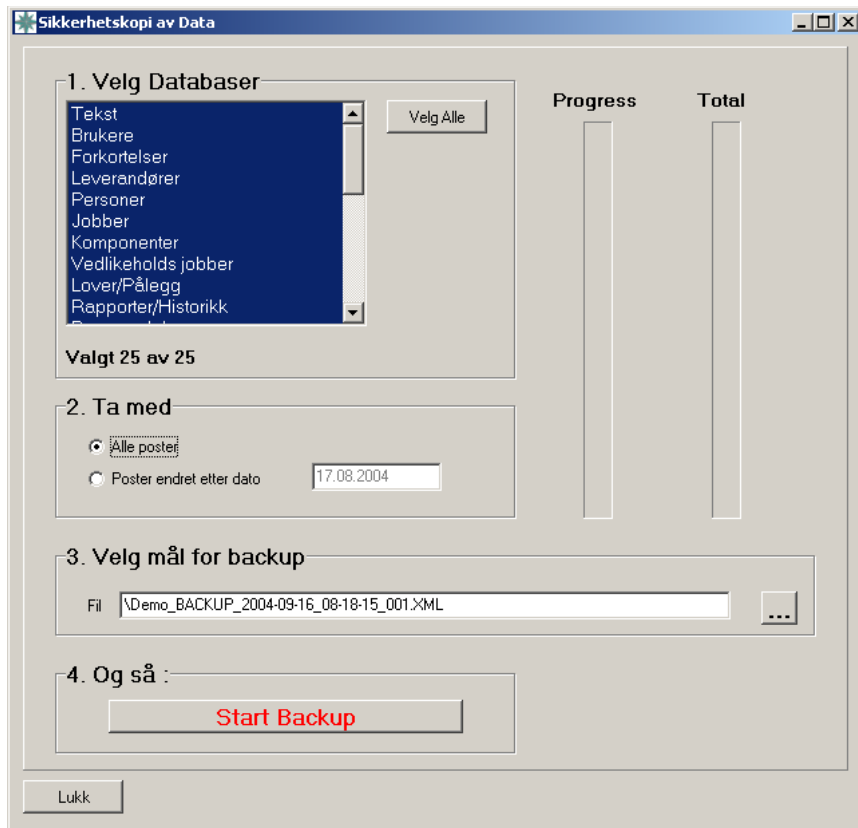 Sikkerhetskopi av Data
1. Velg Databaser
Tekst
Brukere
Forkortelser
Leverandører
Personer
Jobber
Komponenter
Vedlikeholds jobber
Lover/Pålegg
Rapporter/Historikk
Velg Alle
Valgt 25 av 25
Progress
Total
2. Ta med
Alle poster
Poster endret etter dato
17.08.2004
3. Velg mål for backup
Fil
\Demo_BACKUP_2004-09-16_08-18-15_001.XML
...
4. Og så :
Start Backup
Lukk